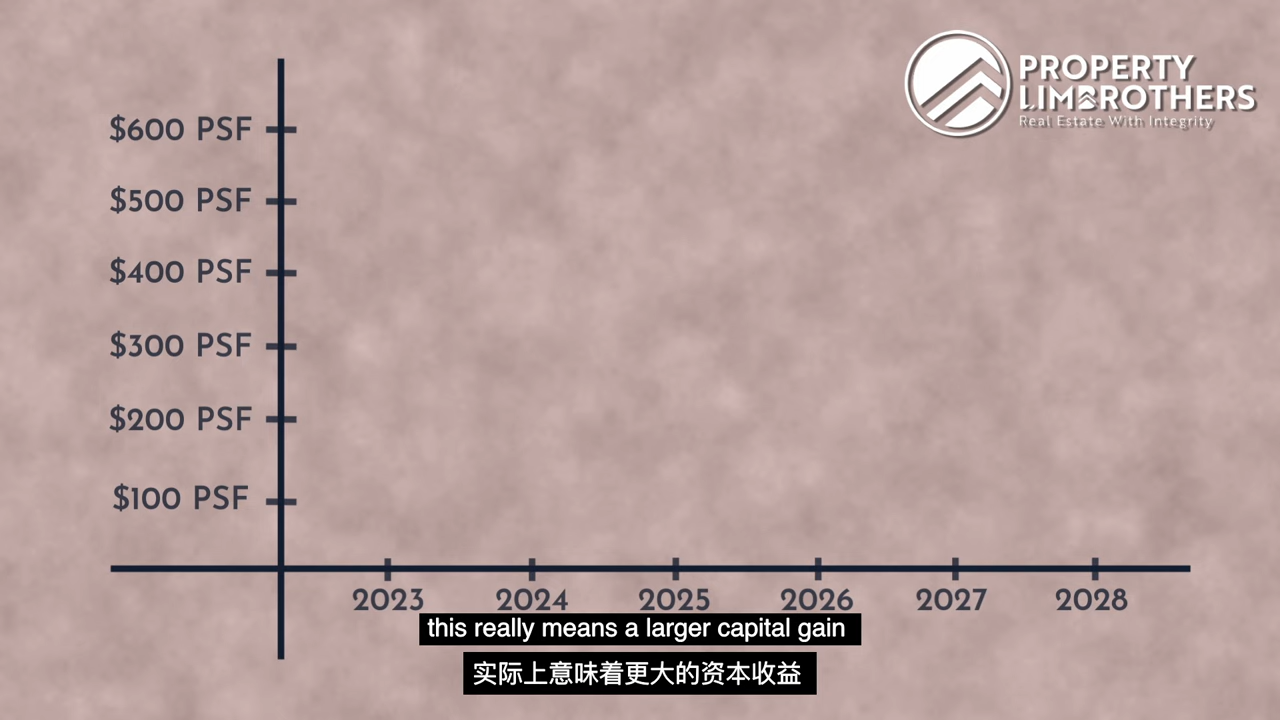 PROPERTY
LIMBROTHERS
Real Estate With Integrity
$600 PSF
$500 PSF
$400 PSF
$300 PSF
$200 PSF
$100 PSF
2023 2024 2025 2026 2027 2028
this really means a larger capital gain
实际上意味着更大的资本收益